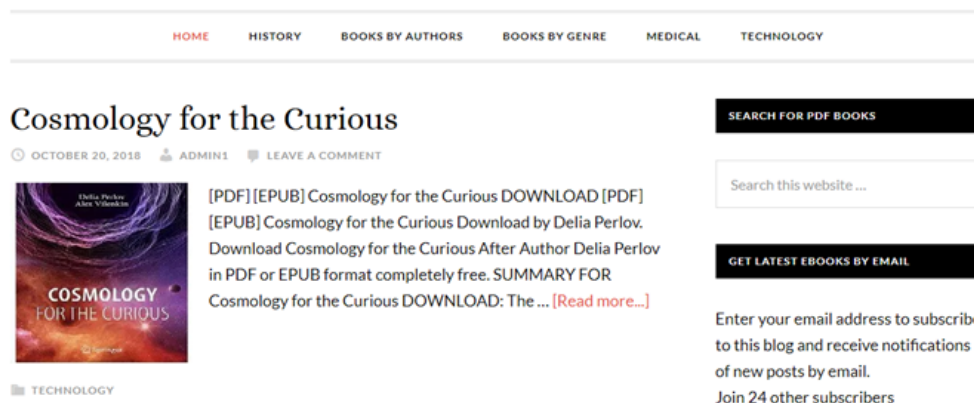 HOME HISTORY BOOKS BY AUTHORS BOOKS BY GENRE MEDICAL TECHNOLOGY
Cosmology for the Curious
OCTOBER 20, 2018 ADMIN1 LEAVE A COMMENT
Delia Perlov
Alex Vilenkin
COSMOLOGY
FOR THE CURIOUS
Springer
[PDF] [EPUB] Cosmology for the Curious DOWNLOAD [PDF]
[EPUB] Cosmology for the Curious Download by Delia Perlov.
Download Cosmology for the Curious After Author Delia Perlov
in PDF or EPUB format completely free. SUMMARY FOR
Cosmology for the Curious DOWNLOAD: The ... [Read more...]
TECHNOLOGY
SEARCH FOR PDF BOOKS
Search this website ...
GET LATEST EBOOKS BY EMAIL
Enter your email address to subscribe
to this blog and receive notifications
of new posts by email.
Join 24 other subscribers